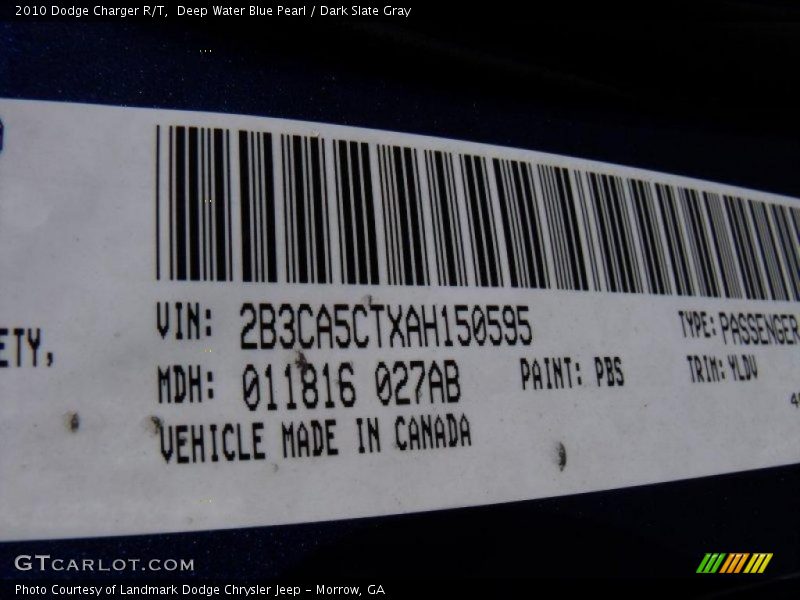 2010 Dodge Charger R/T, Deep Water Blue Pearl / Dark Slate Gray
VIN: 2B3CA5CTXAH150595
TYPE: PASSENGER
ETY,
MDH: 011816 027AB
PAINT: PBS
TRIM: YLDV
VEHICLE MADE IN CANADA
GTCARLOT.COM
Photo Courtesy of Landmark Dodge Chrysler Jeep - Morrow, GA